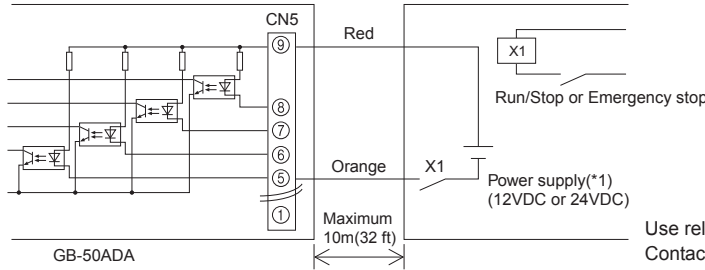 CN5
⑨
Red
X1
Run/Stop or Emergency stop
⑧
⑦
⑥
⑤
Orange
X1
Power supply(*1)
(12VDC or 24VDC)
①
Maximum
10m(32 ft)
GB-50ADA
Use rel
Contac